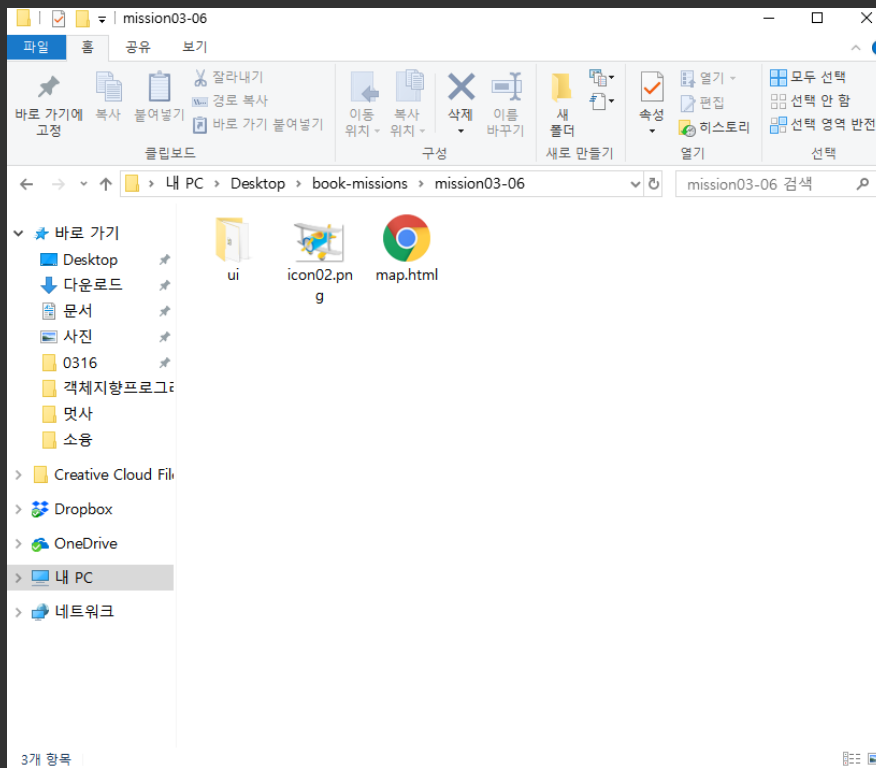 mission03-06
파일 홈 공유 보기
바로 가기에 고정
복사
붙여넣기
잘라내기
경로 복사
바로 가기 붙여넣기
클립보드
이동 위치
복사 위치
삭제
이름 바꾸기
구성
새 폴더
새로 만들기
속성
열기
편집
히스토리
열기
모두 선택
선택 안 함
선택 영역 반전
선택
내 PC > Desktop > book-missions > mission03-06
mission03-06 검색
바로 가기
Desktop
다운로드
문서
사진
0316
객체지향프로그
멋사
소융
Creative Cloud Fil
Dropbox
OneDrive
내 PC
네트워크
ui
icon02.pn
g
map.html
3개 항목